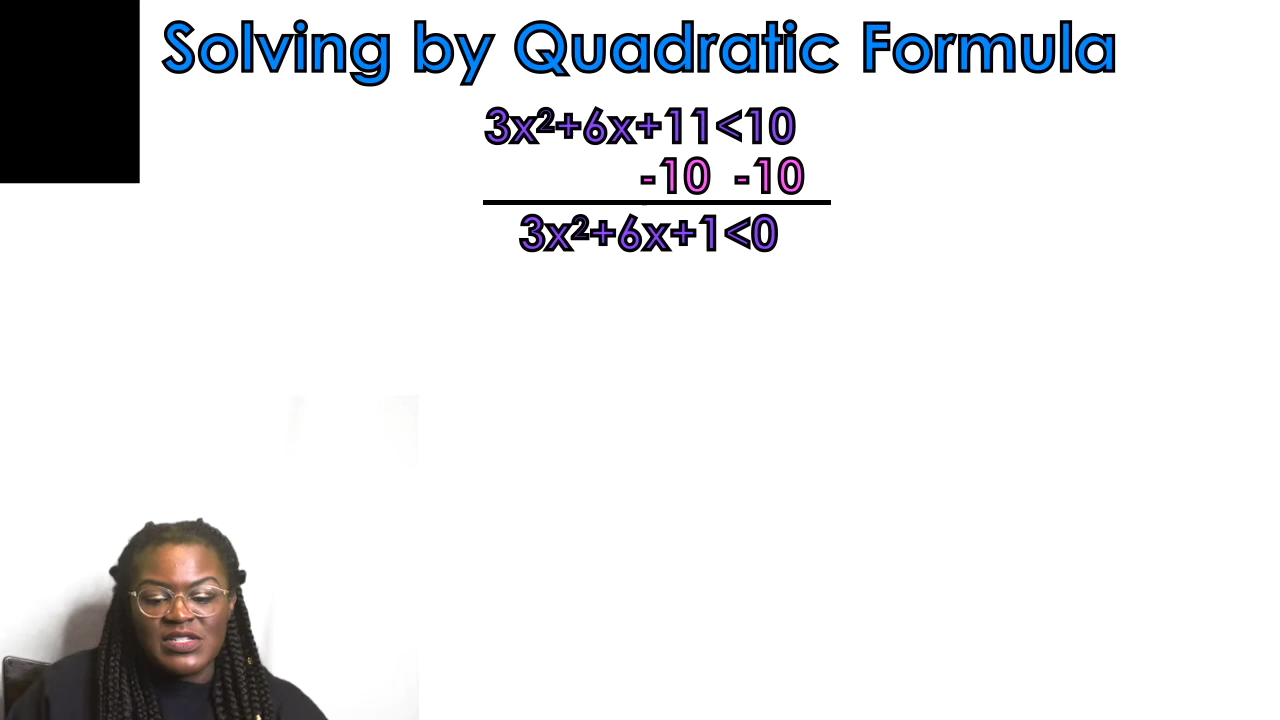 Solving by Quadratic Formula
3x²+6x+11<10
-10 -10
3x²+6x+1<0